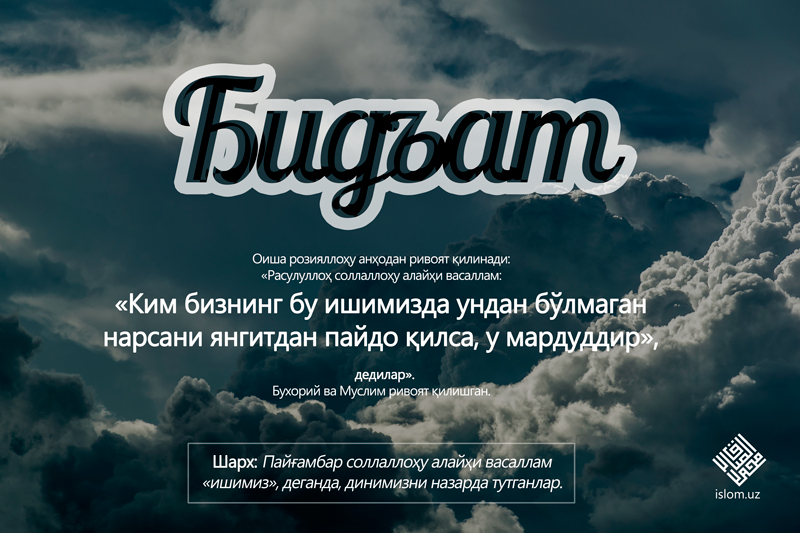 Бидъат
Оиша розияллоҳу анҳодан ривоят қилинади:
«Расулуллоҳ соллаллоҳу алайҳи васаллам:
«Ким бизнинг бу ишимизда ундан бўлмаган
нарсани янгитдан пайдо қилса, у мардуддир»,
дедилар».
Бухорий ва Муслим ривоят қилишган.
Шарх: Пайғамбар соллаллоҳу алайҳи васаллам
«ишимиз», деганда, динимизни назарда тутганлар.
islom.uz